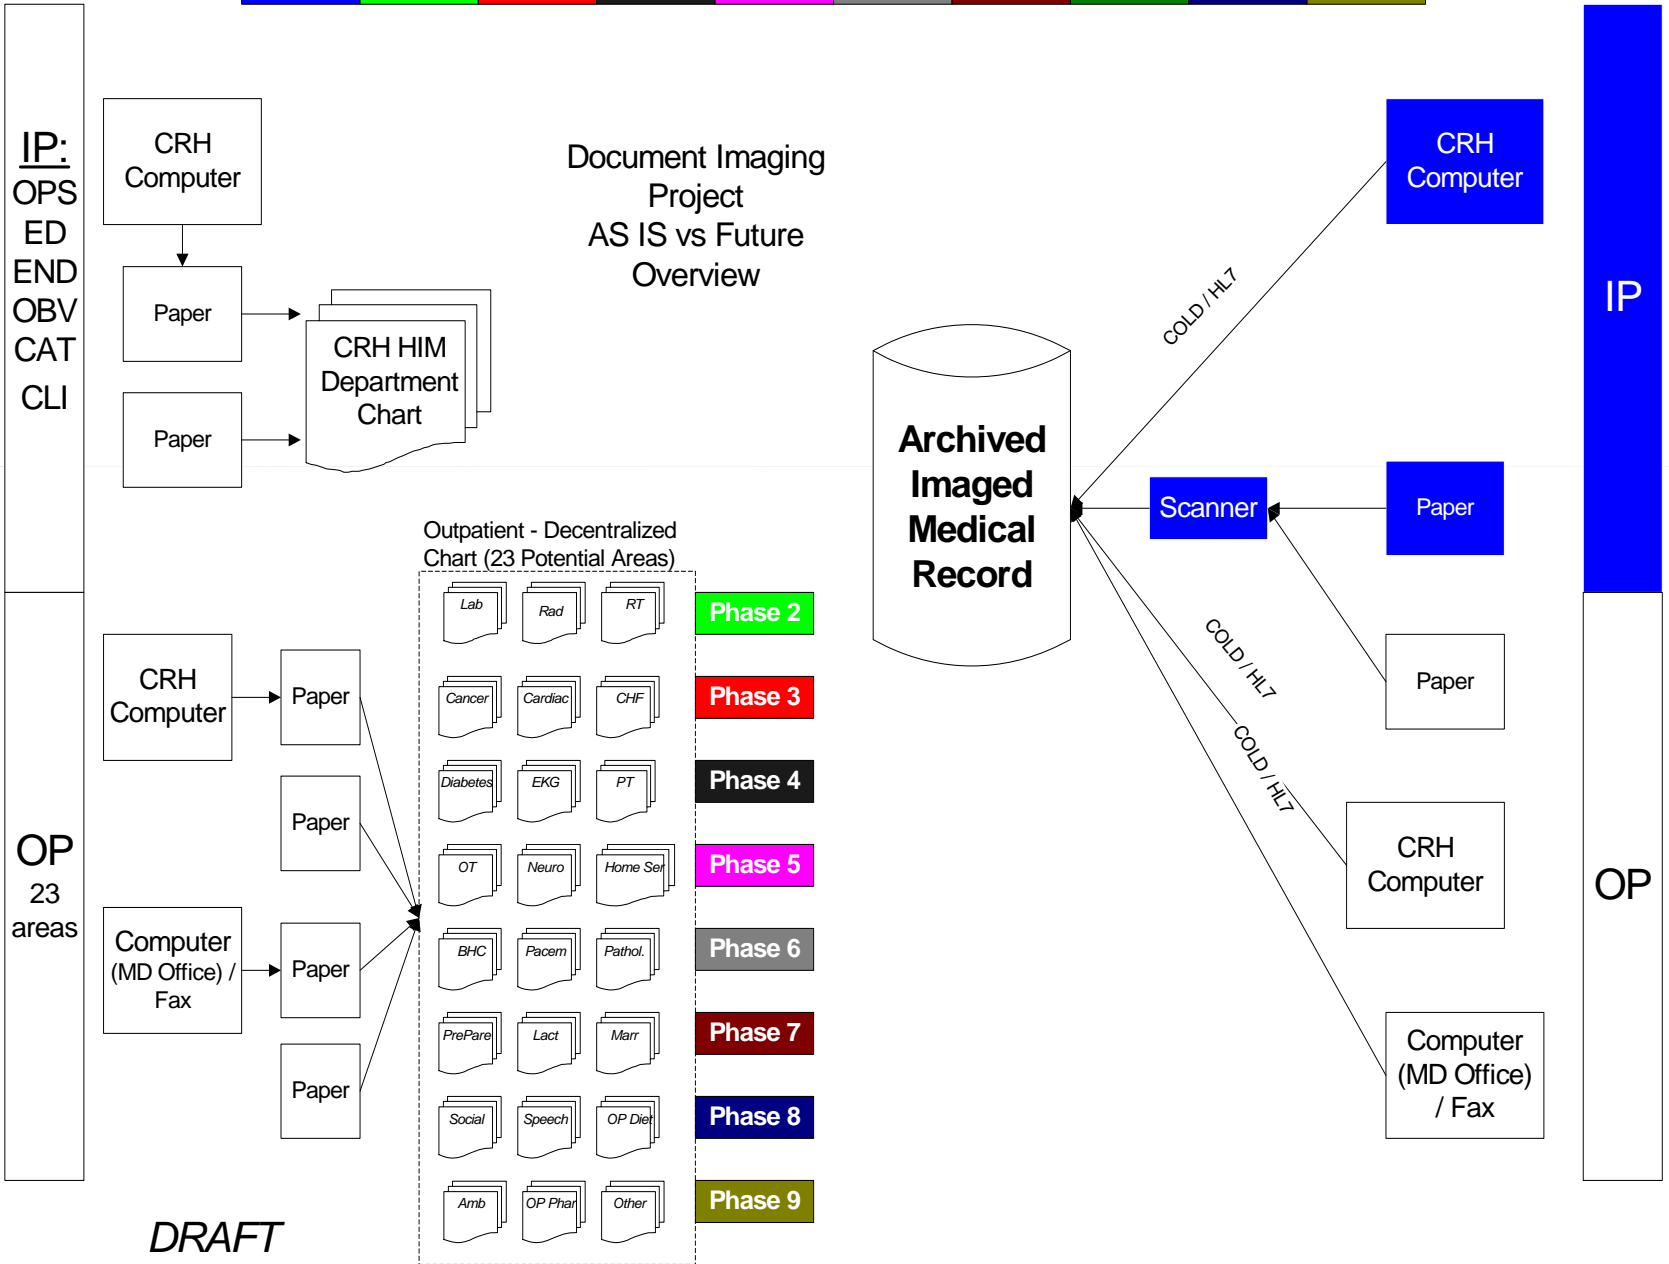 IP:
OPS
ED
END
OBV
CAT
CLI
CRH
Computer
Paper
Paper
CRH HIM
Department
Chart
Document Imaging
Project
AS IS vs Future
Overview
CRH
Computer
COLD / HL7
IP
Archived
Imaged
Medical
Record
Scanner
Paper
Paper
COLD / HL7
COLD / HL7
CRH
Computer
Computer
(MD Office)
/ Fax
OP
OP
23
areas
CRH
Computer
Paper
Paper
Computer
(MD Office) /
Fax
Paper
Paper
Outpatient - Decentralized
Chart (23 Potential Areas)
Lab Rad RT Phase 2
Cancer Cardiac CHF Phase 3
Diabetes EKG PT Phase 4
OT Neuro Home Ser Phase 5
BHC Pacem Pathol. Phase 6
PrePare Lact Marr Phase 7
Social Speech OP Diet Phase 8
Amb OP Phar Other Phase 9
DRAFT